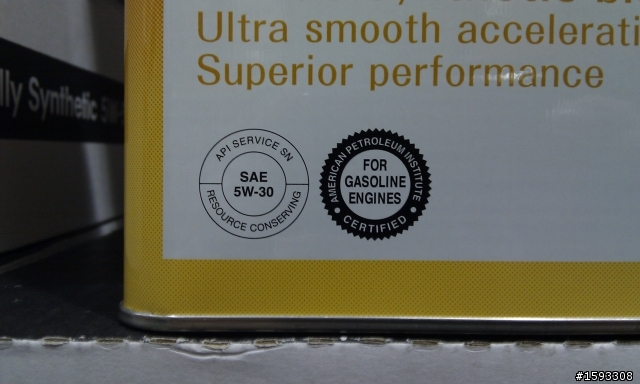 Ultra smooth
Superior performance
lly Synthetic
API SERVICE SN
SAE
5W-30
RESOURCE CONSERVING
AMERICAN PETROLEUM INSTITUTE
FOR
GASOLINE
ENGINES
CERTIFIED
#1593308